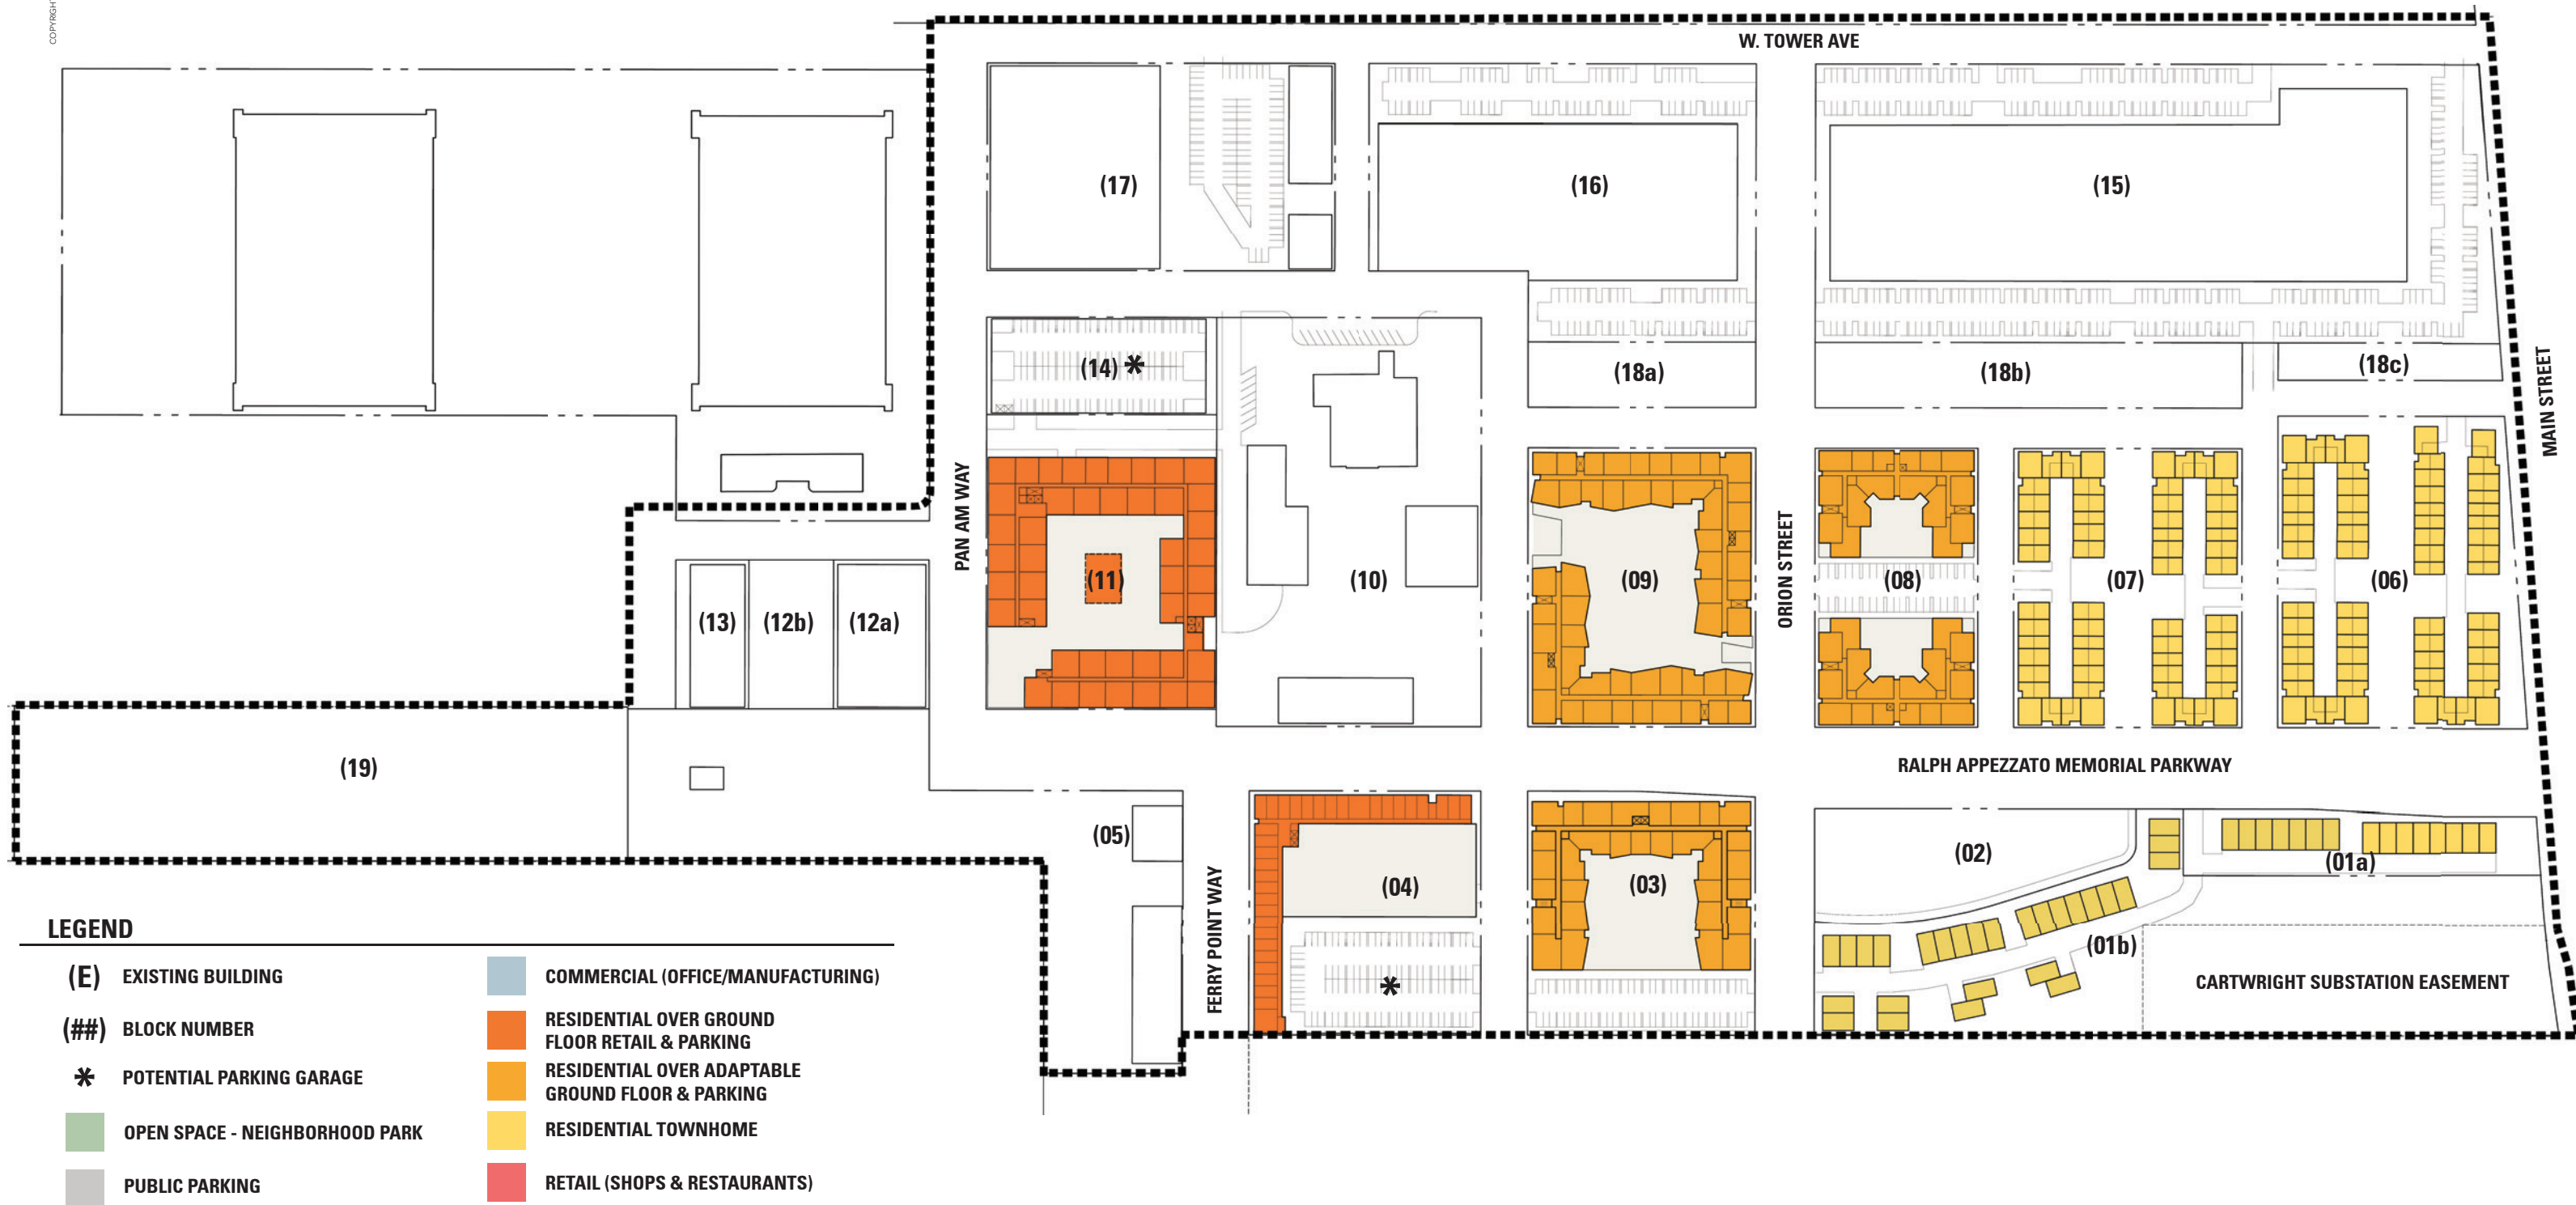 COPYRIGHT
W. TOWER AVE
(17)
(16)
(15)
(14) *
(18a)
(18b)
(18c)
MAIN STREET
PAN AM WAY
(11)
(10)
(09)
ORION STREET
(08)
(07)
(06)
(13)
(12b)
(12a)
(19)
RALPH APPEZZATO MEMORIAL PARKWAY
(05)
FERRY POINT WAY
(04)
*
(03)
(02)
(01a)
(01b)
CARTWRIGHT SUBSTATION EASEMENT
LEGEND
(E) EXISTING BUILDING
(##) BLOCK NUMBER
* POTENTIAL PARKING GARAGE
OPEN SPACE - NEIGHBORHOOD PARK
PUBLIC PARKING
COMMERCIAL (OFFICE/MANUFACTURING)
RESIDENTIAL OVER GROUND
FLOOR RETAIL & PARKING
RESIDENTIAL OVER ADAPTABLE
GROUND FLOOR & PARKING
RESIDENTIAL TOWNHOME
RETAIL (SHOPS & RESTAURANTS)